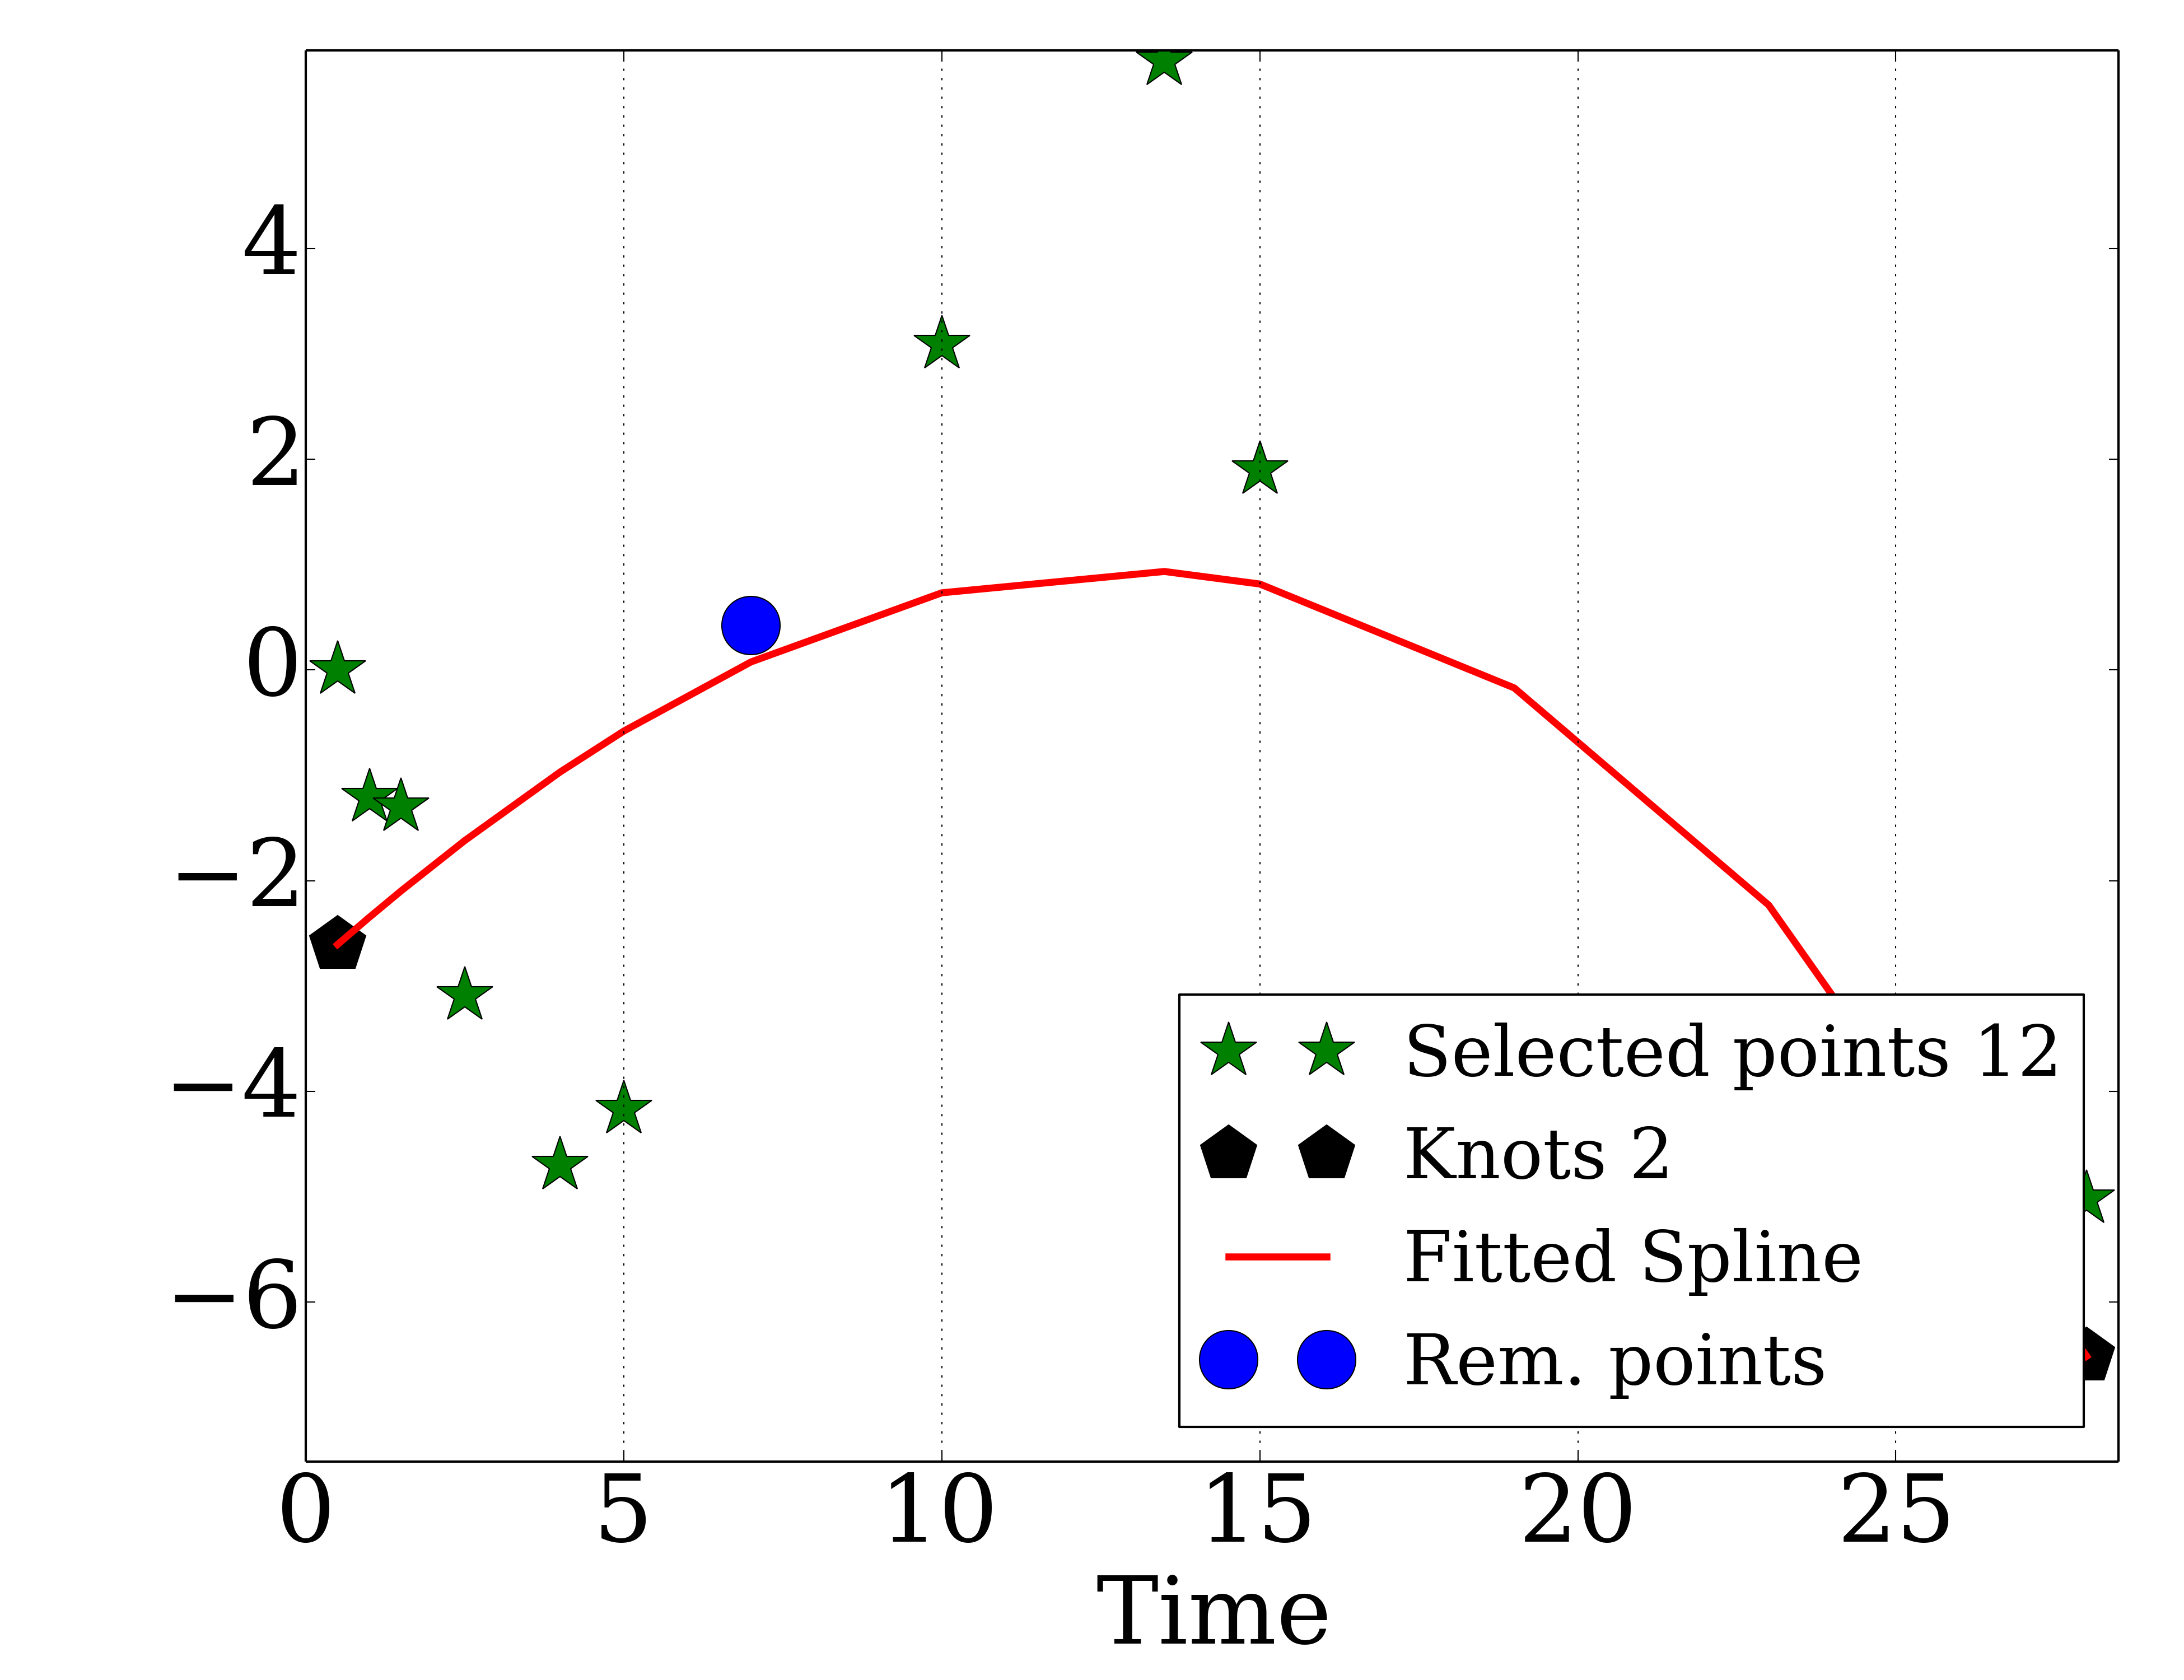 4
2
0
−2
−4
−6
0 5 10 15 20 25
Time
Selected points 12
Knots 2
Fitted Spline
Rem. points